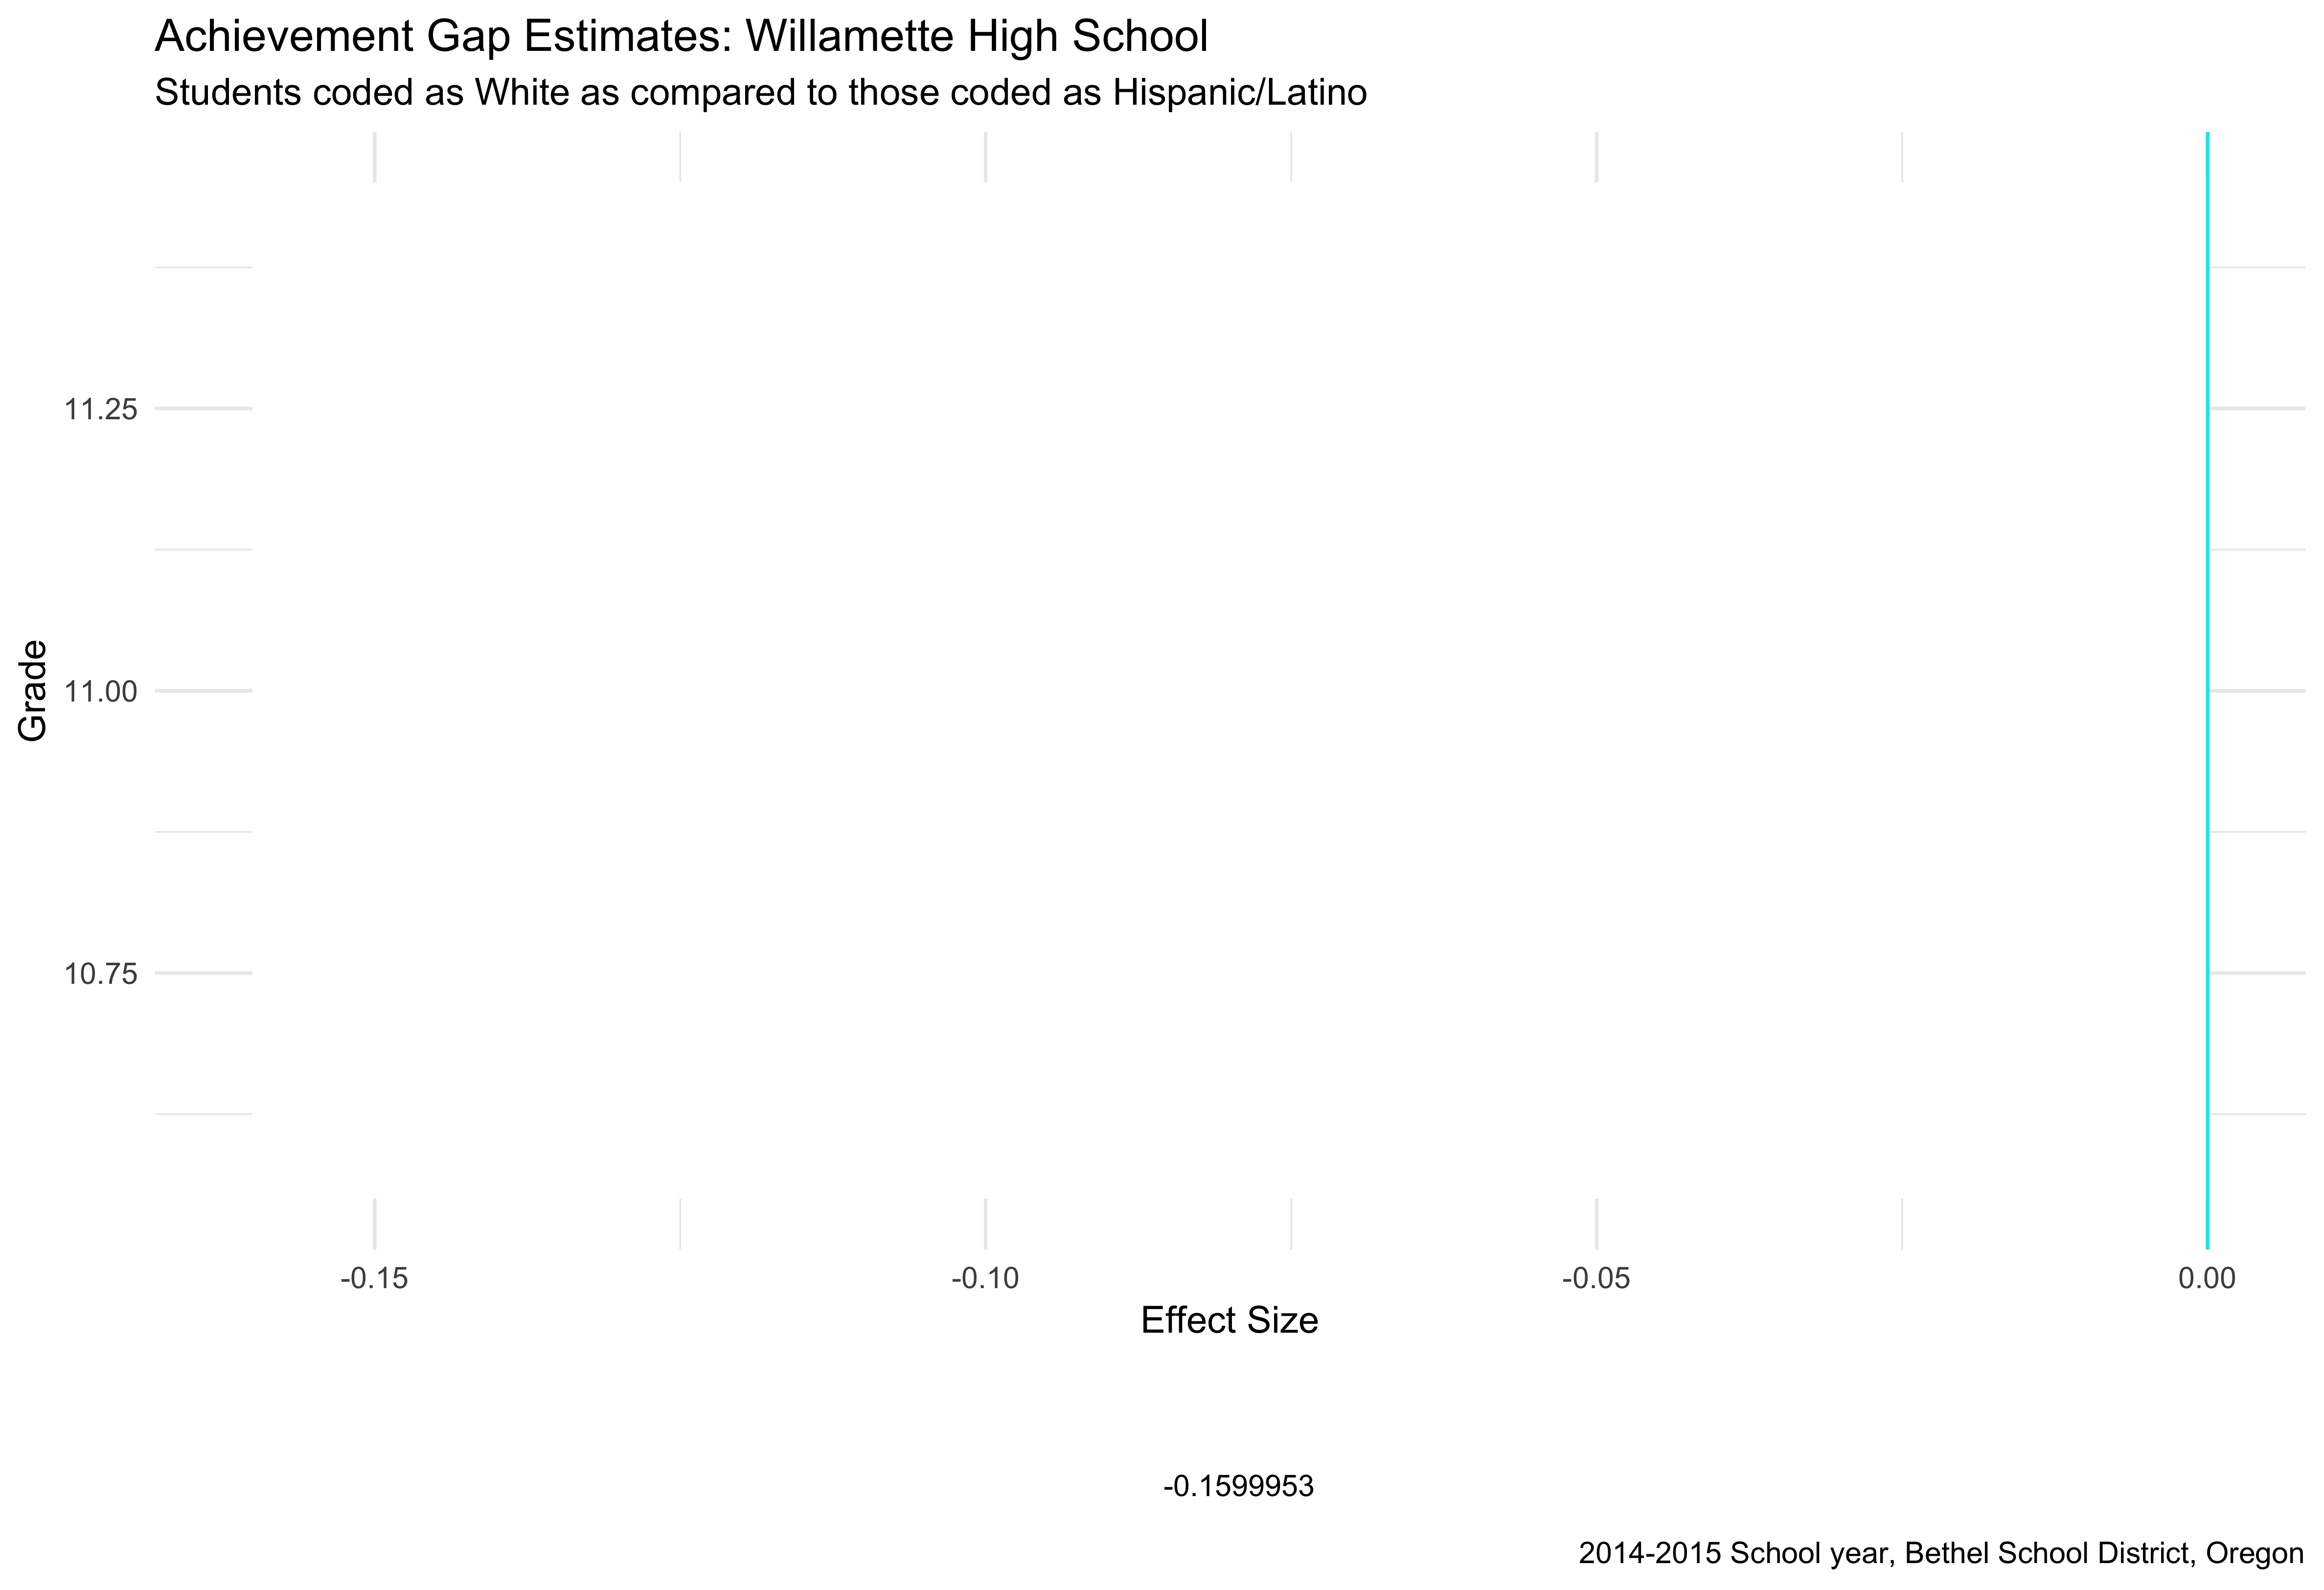 Achievement Gap Estimates: Willamette High School
Students coded as White as compared to those coded as Hispanic/Latino
11.25
11.00
10.75
Grade
-0.15 -0.10 -0.05 0.00
Effect Size
-0.1599953
2014-2015 School year, Bethel School District, Oregon